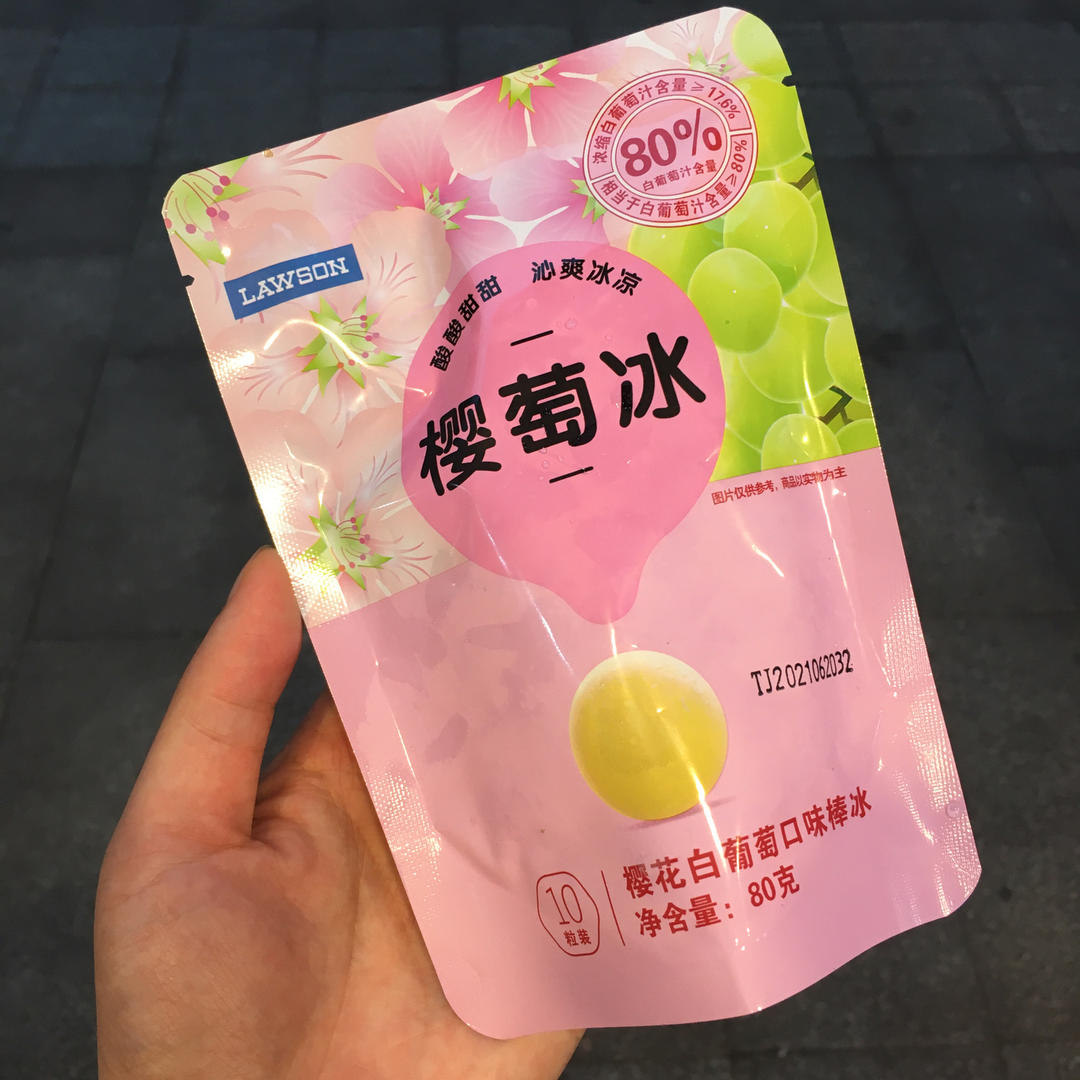 浓缩白葡萄汁含量≥17.6%
80%
白葡萄汁含量
相当于白葡萄汁含量≥80%
LAWSON
酸酸甜甜 沁爽冰凉
樱萄冰
图片仅供参考，商品以实物为主
TJ2021062032
樱花白葡萄口味棒冰
净含量：80克
10
粒装